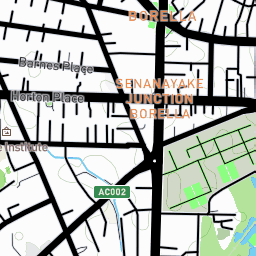 BORELLA
Barnes Place
SENANAYAKE
JUNCTION
Horton Place
BORELLA
e Institute
AC002